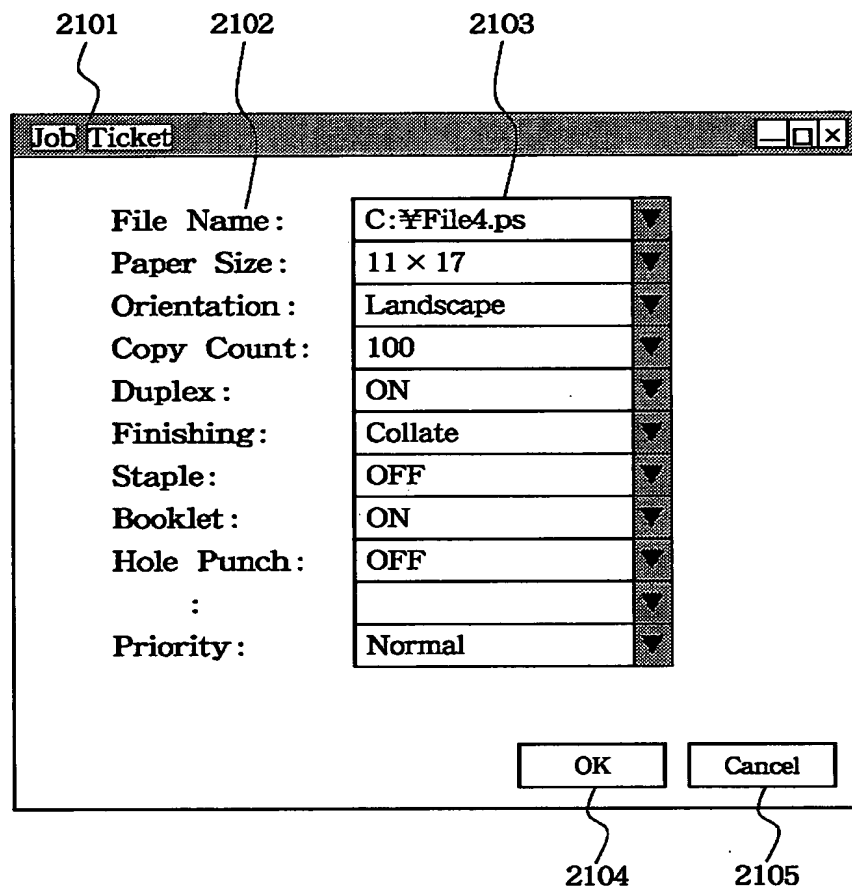 2101 2102 2103
Job Ticket
File Name: C:¥File4.ps
Paper Size: 11 × 17
Orientation: Landscape
Copy Count: 100
Duplex: ON
Finishing: Collate
Staple: OFF
Booklet: ON
Hole Punch: OFF
:
Priority: Normal
OK Cancel
2104 2105